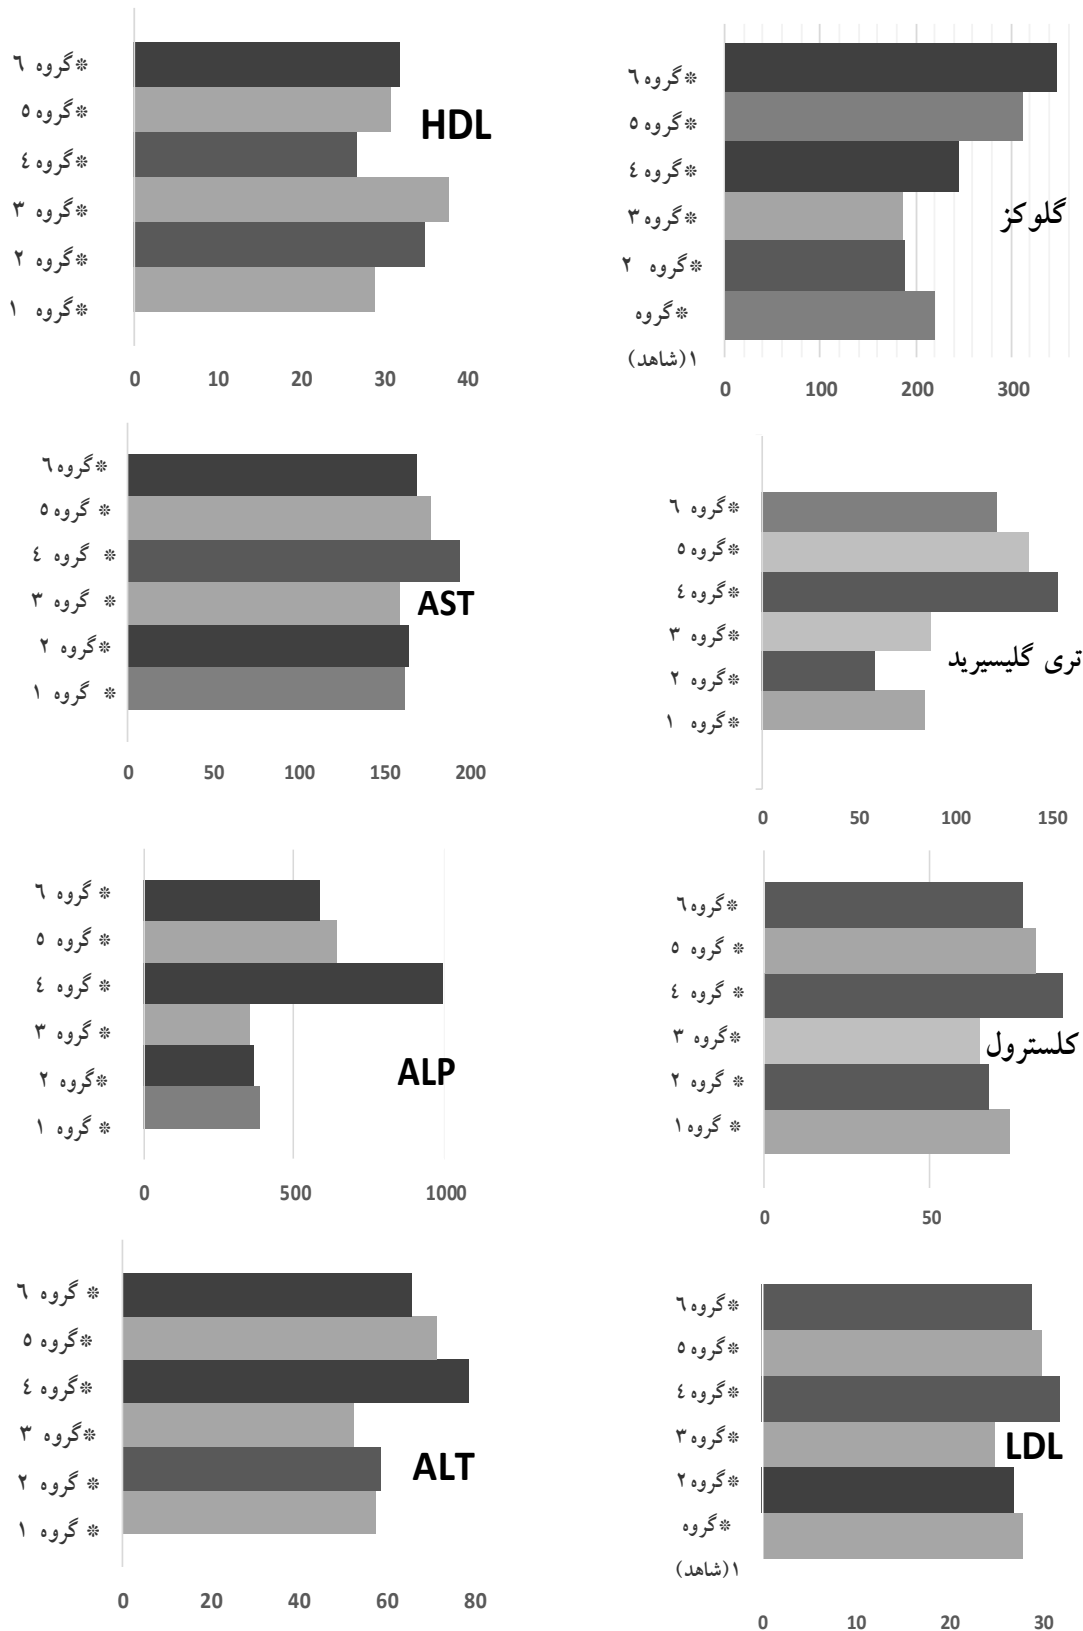 *گروه ٦
*گروه ٥
*گروه ٤
*گروه ٣
*گروه ٢
*گروه ١
HDL
0 10 20 30 40
*گروه ٦
*گروه ٥
*گروه ٤
*گروه ٣
*گروه ٢
*گروه
١(شاهد)
گلوکز
0 100 200 300
*گروه ٦
* گروه ٥
* گروه ٤
* گروه ٣
*گروه ٢
* گروه ١
AST
0 50 100 150 200
*گروه ٦
*گروه ٥
*گروه ٤
*گروه ٣
*گروه ٢
*گروه ١
تری گلیسیرید
0 50 100 150
* گروه ٦
* گروه ٥
* گروه ٤
* گروه ٣
*گروه ٢
* گروه ١
ALP
0 500 1000
*گروه ٦
* گروه ٥
* گروه ٤
*گروه ٣
* گروه ٢
* گروه ١
کلسترول
0 50
* گروه ٦
*گروه ٥
*گروه ٤
*گروه ٣
* گروه ٢
* گروه ١
ALT
0 20 40 60 80
*گروه ٦
*گروه ٥
*گروه ٤
*گروه ٣
*گروه ٢
*گروه
١(شاهد)
LDL
0 10 20 30